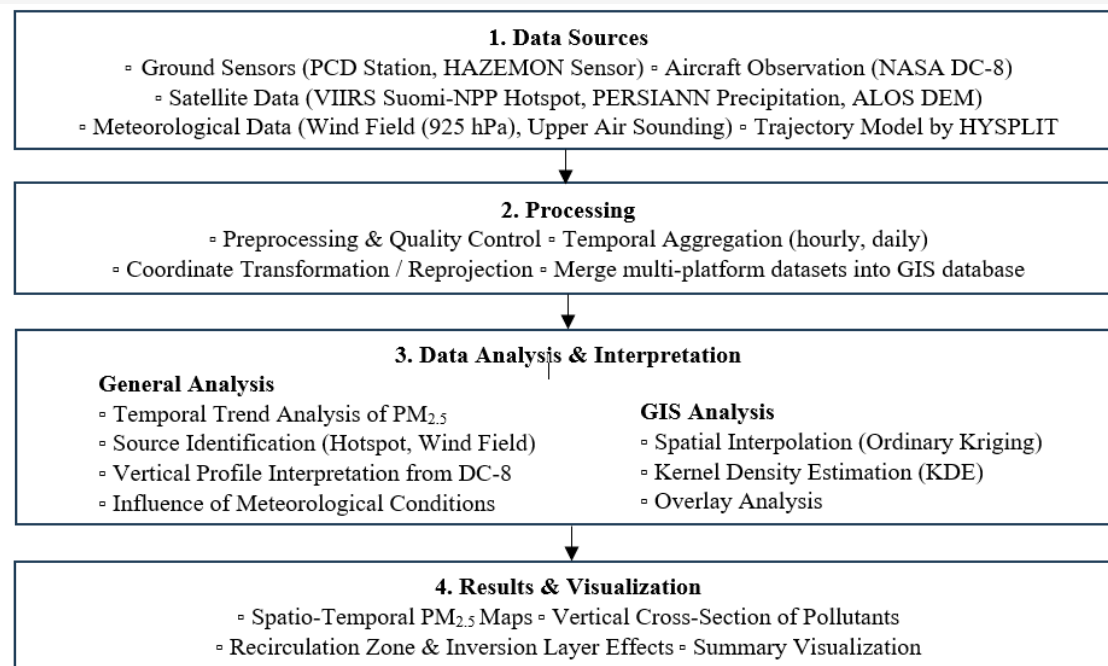 1. Data Sources
▫ Ground Sensors (PCD Station, HAZEMON Sensor) ▫ Aircraft Observation (NASA DC-8)
▫ Satellite Data (VIIRS Suomi-NPP Hotspot, PERSIANN Precipitation, ALOS DEM)
▫ Meteorological Data (Wind Field (925 hPa), Upper Air Sounding) ▫ Trajectory Model by HYSPLIT
2. Processing
▫ Preprocessing & Quality Control ▫ Temporal Aggregation (hourly, daily)
▫ Coordinate Transformation / Reprojection ▫ Merge multi-platform datasets into GIS database
3. Data Analysis & Interpretation
General Analysis
▫ Temporal Trend Analysis of PM₂.₅
▫ Source Identification (Hotspot, Wind Field)
▫ Vertical Profile Interpretation from DC-8
▫ Influence of Meteorological Conditions
GIS Analysis
▫ Spatial Interpolation (Ordinary Kriging)
▫ Kernel Density Estimation (KDE)
▫ Overlay Analysis
4. Results & Visualization
▫ Spatio-Temporal PM₂.₅ Maps ▫ Vertical Cross-Section of Pollutants
▫ Recirculation Zone & Inversion Layer Effects ▫ Summary Visualization